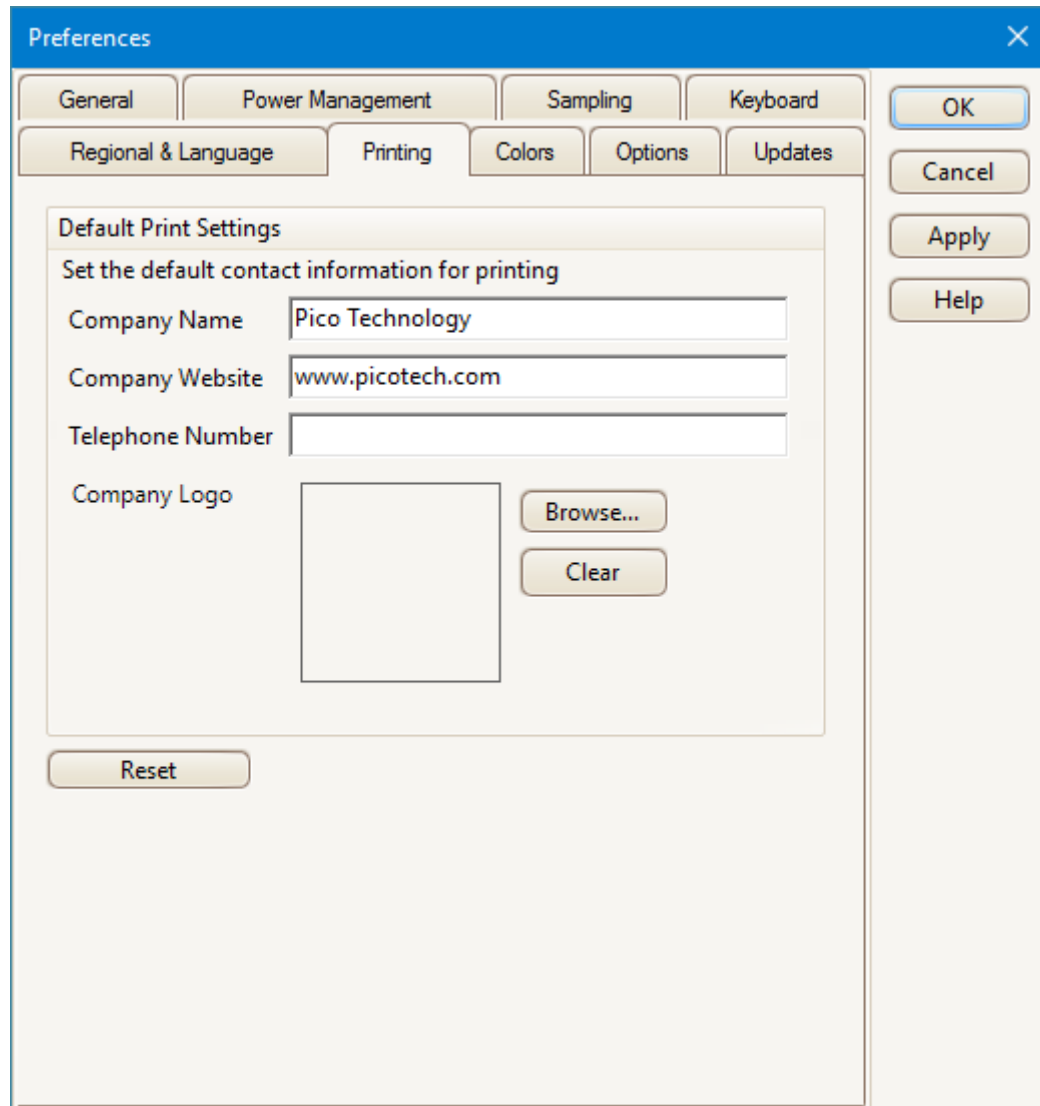 Preferences
General Power Management Sampling Keyboard
Regional & Language Printing Colors Options Updates
OK
Cancel
Apply
Help
Default Print Settings
Set the default contact information for printing
Company Name Pico Technology
Company Website www.picotech.com
Telephone Number
Company Logo
Browse...
Clear
Reset